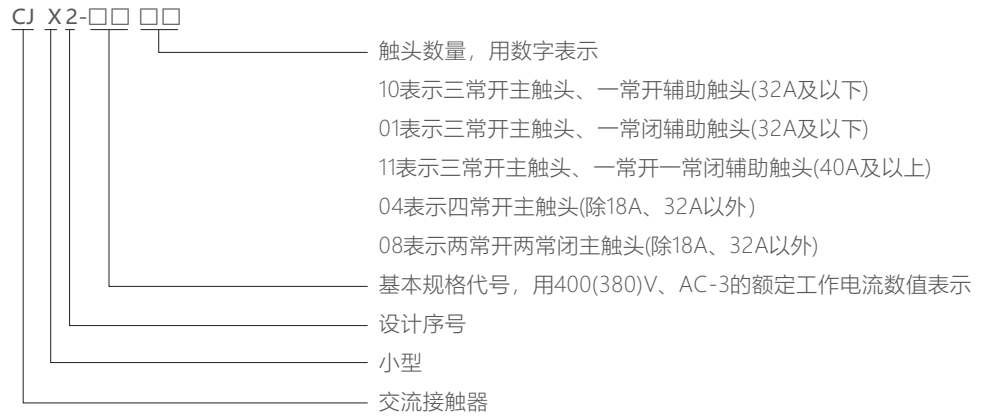 CJ X2-□□ □□
触头数量，用数字表示
10表示三常开主触头、一常开辅助触头(32A及以下)
01表示三常开主触头、一常闭辅助触头(32A及以下)
11表示三常开主触头、一常开一常闭辅助触头(40A及以上)
04表示四常开主触头(除18A、32A以外）
08表示两常开两常闭主触头(除18A、32A以外)
基本规格代号，用400(380)V、AC-3的额定工作电流数值表示
设计序号
小型
交流接触器